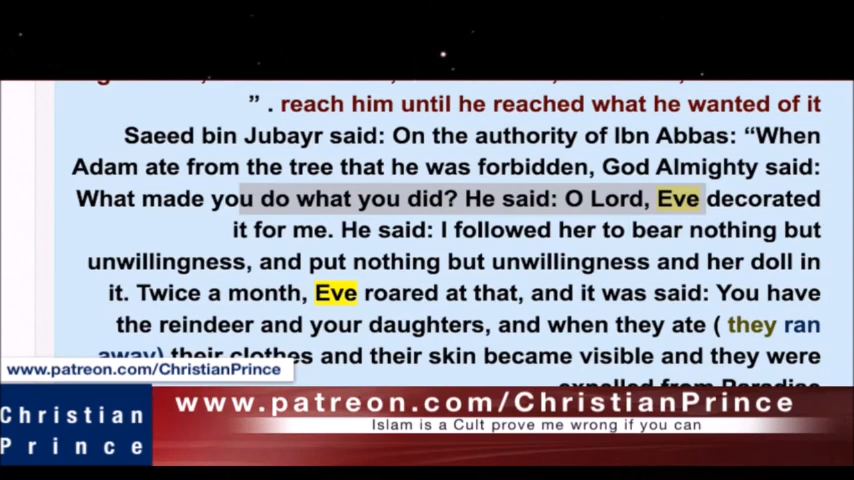 ” . reach him until he reached what he wanted of it
Saeed bin Jubayr said: On the authority of Ibn Abbas: “When
Adam ate from the tree that he was forbidden, God Almighty said:
What made you do what you did? He said: O Lord, Eve decorated
it for me. He said: I followed her to bear nothing but
unwillingness, and put nothing but unwillingness and her doll in
it. Twice a month, Eve roared at that, and it was said: You have
the reindeer and your daughters, and when they ate ( they ran
away) their clothes and their skin became visible and they were
expelled from Paradise
www.patreon.com/ChristianPrince
www.patreon.com/ChristianPrince
Islam is a Cult prove me wrong if you can
Christian
Prince